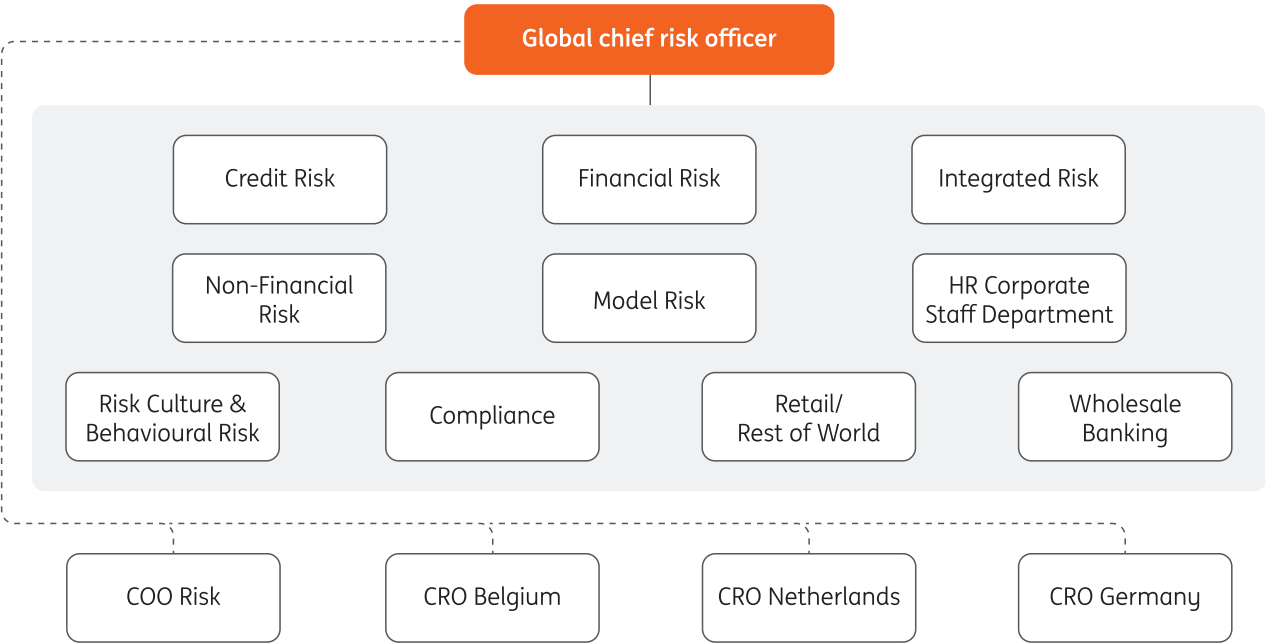 Global chief risk officer
Credit Risk
Financial Risk
Integrated Risk
Non-Financial
Risk
Model Risk
HR Corporate
Staff Department
Risk Culture &
Behavioural Risk
Compliance
Retail/
Rest of World
Wholesale
Banking
COO Risk
CRO Belgium
CRO Netherlands
CRO Germany